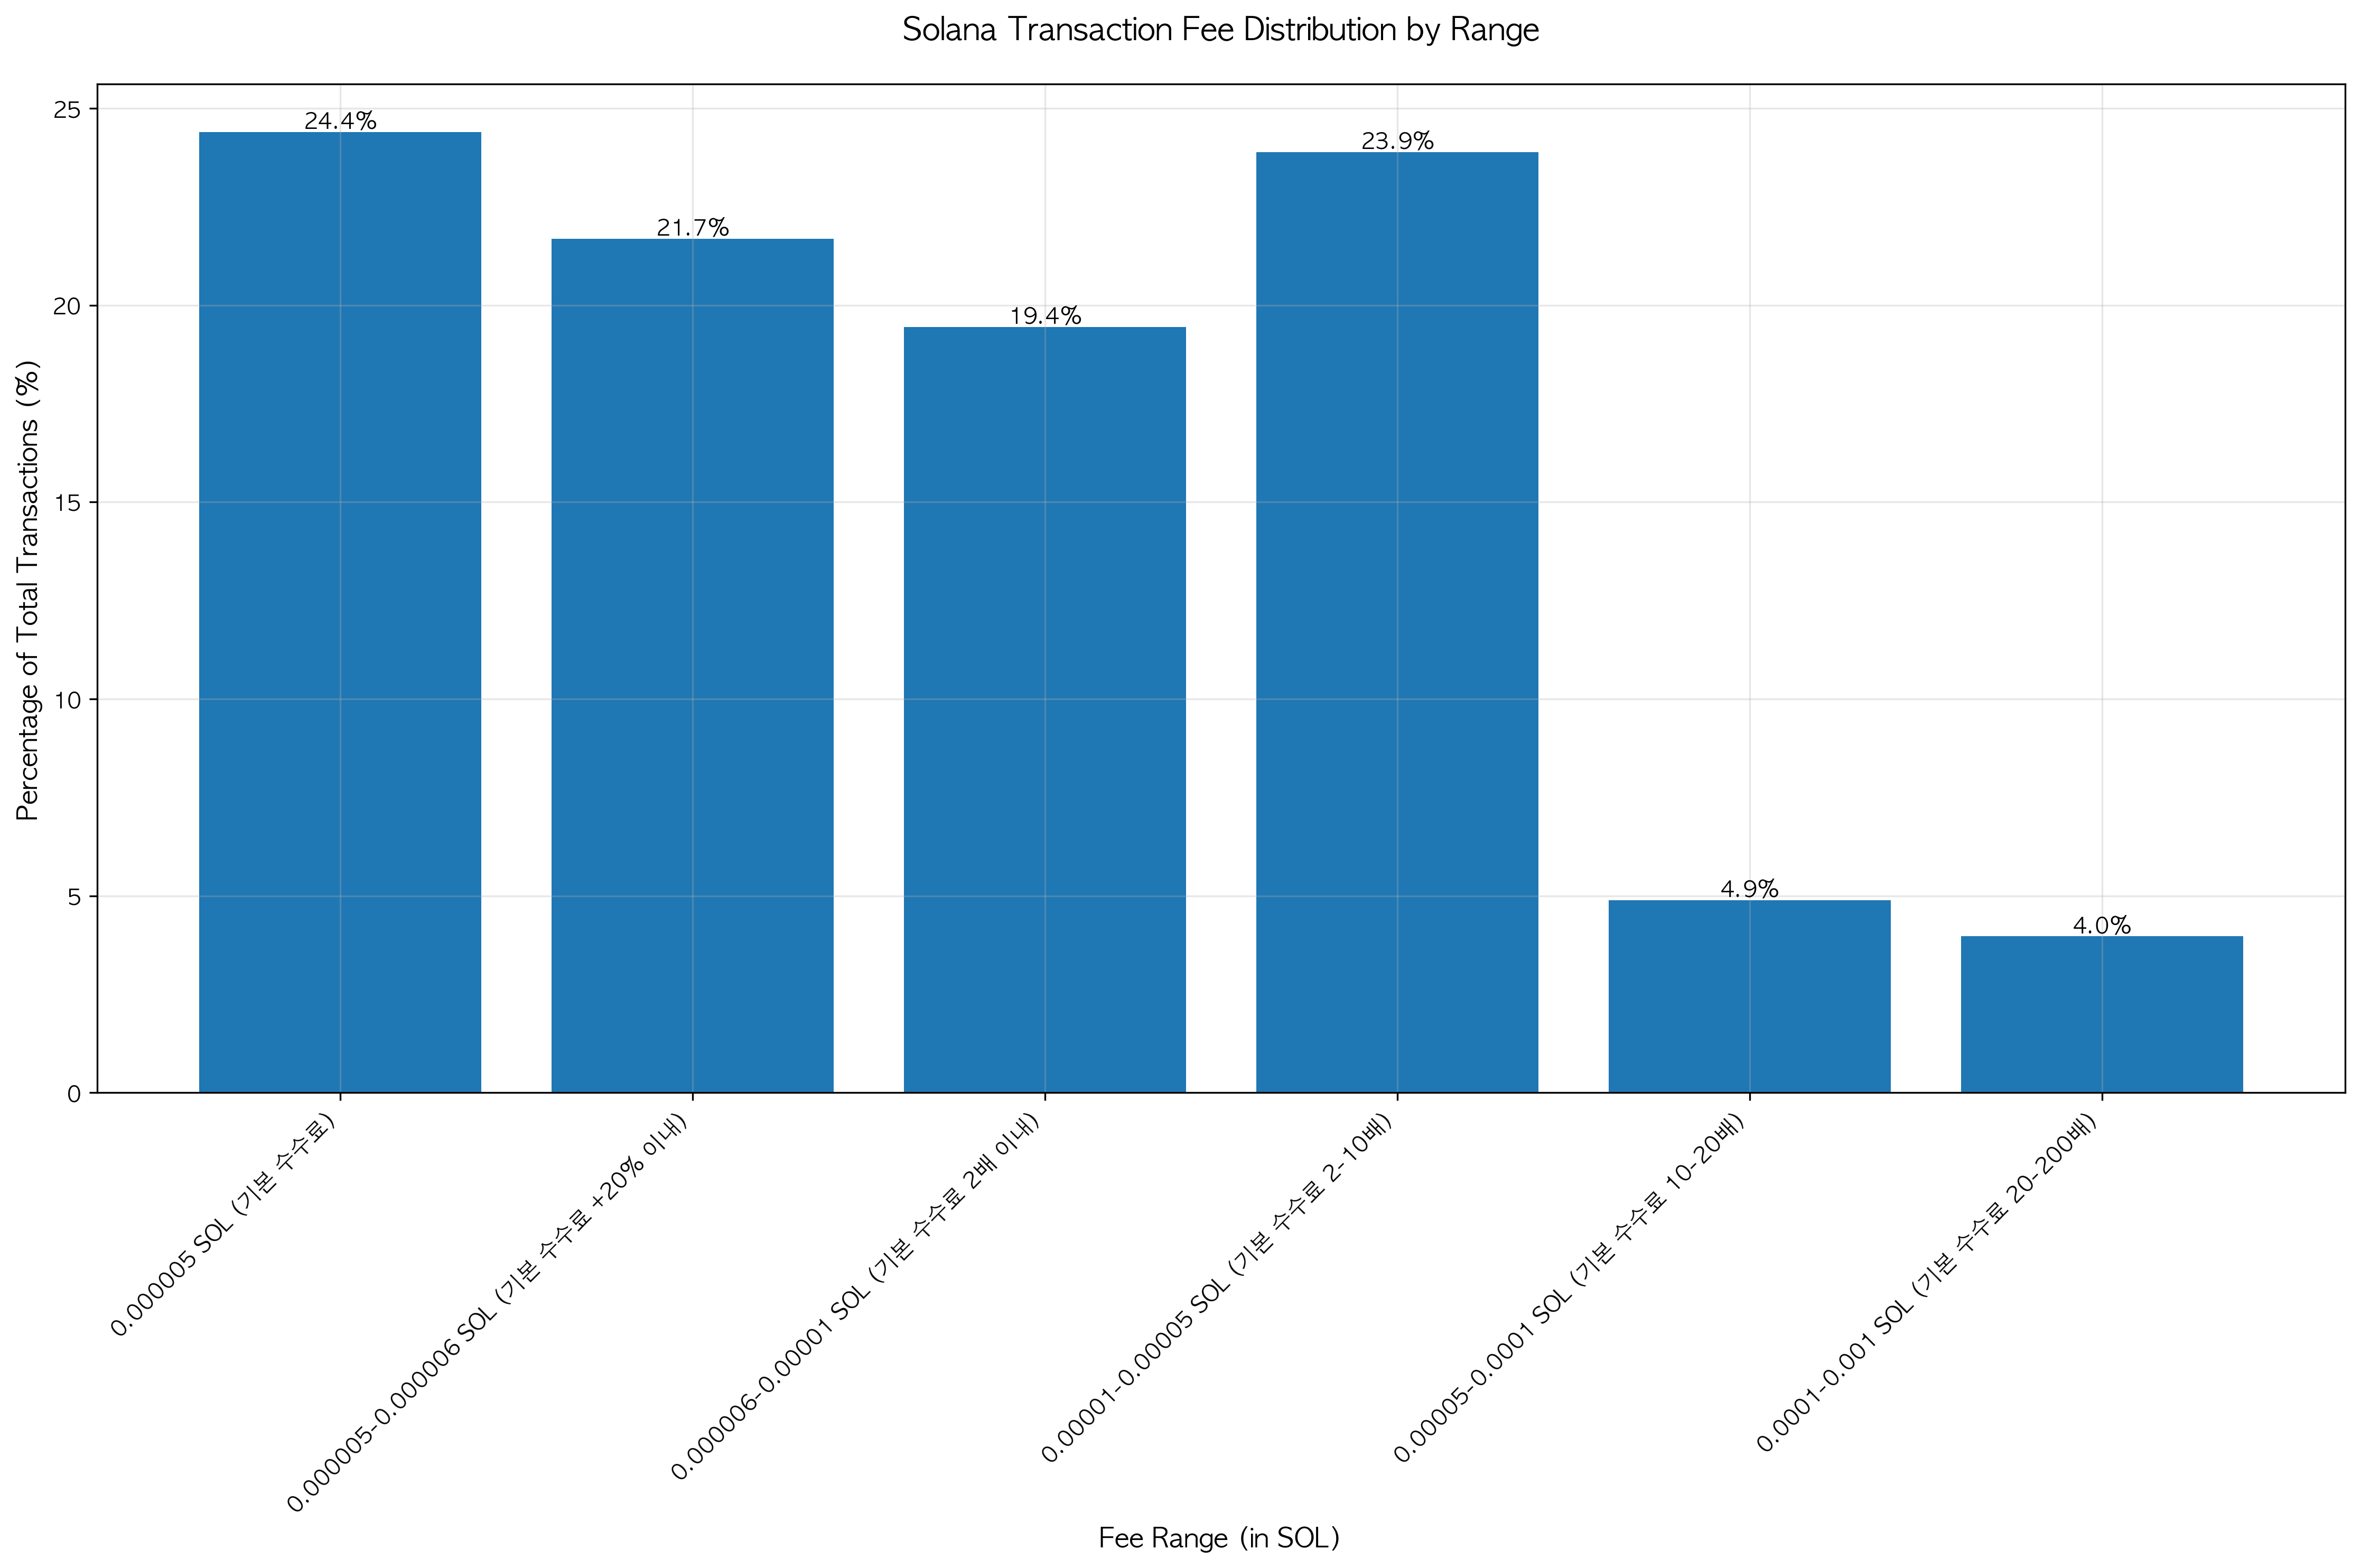 Solana Transaction Fee Distribution by Range
Percentage of Total Transactions (%)
25
20
15
10
5
0
24.4%
21.7%
19.4%
23.9%
4.9%
4.0%
0.000005 SOL (기본 수수료)
0.000005-0.000006 SOL (기본 수수료 +20% 이내)
0.000006-0.00001 SOL (기본 수수료 2배 이내)
0.00001-0.00005 SOL (기본 수수료 2-10배)
0.00005-0.0001 SOL (기본 수수료 10-20배)
0.0001-0.001 SOL (기본 수수료 20-200배)
Fee Range (in SOL)